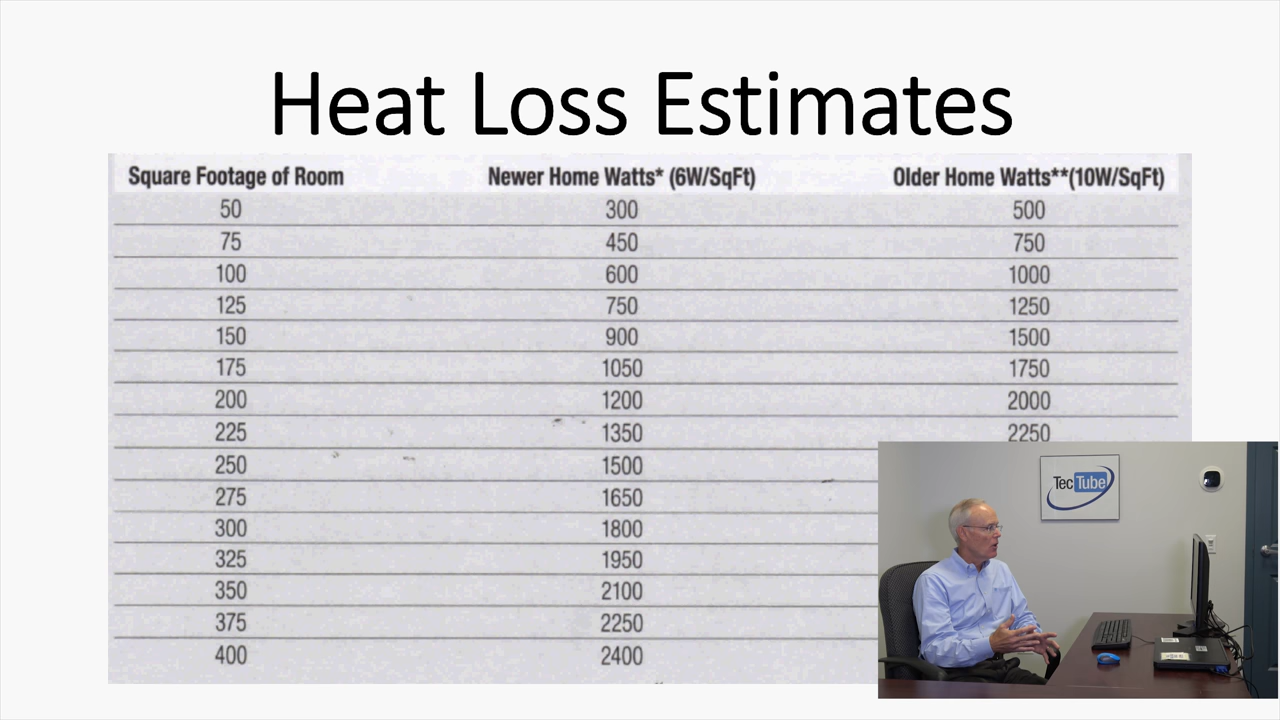 Heat Loss Estimates
Square Footage of Room Newer Home Watts* (6W/SqFt) Older Home Watts**(10W/SqFt)
50 300 500
75 450 750
100 600 1000
125 750 1250
150 900 1500
175 1050 1750
200 1200 2000
225 1350 2250
250 1500
275 1650
300 1800
325 1950
350 2100
375 2250
400 2400
TecTube